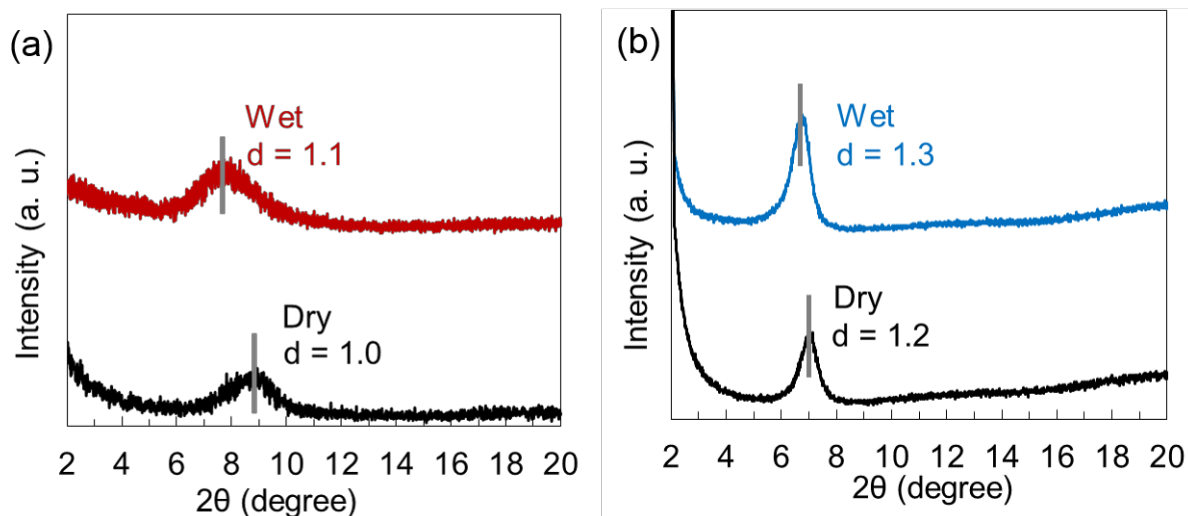 (a)
Intensity (a. u.)
Wet
d = 1.1
Dry
d = 1.0
2 4 6 8 10 12 14 16 18 20
2θ (degree)
(b)
Intensity (a. u.)
Wet
d = 1.3
Dry
d = 1.2
2 4 6 8 10 12 14 16 18 20
2θ (degree)